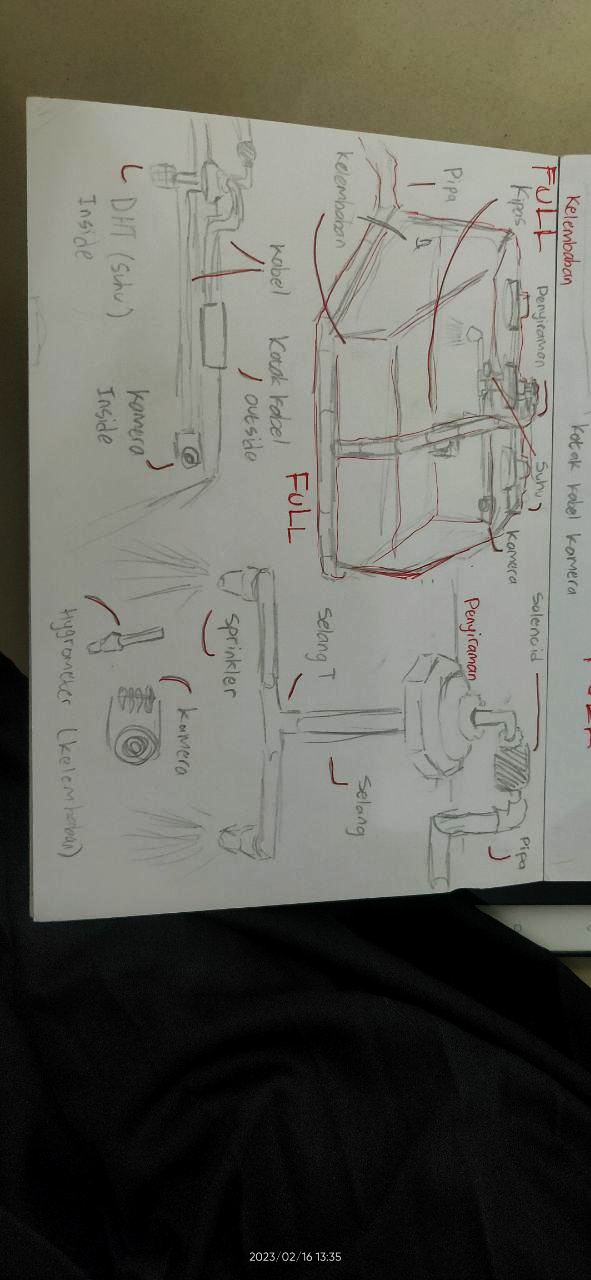 Kelembaban
kotak kabel kamera
FULL
Kipas
Penyiraman
Suhu
Kamera
Pipa
Kelembaban
FULL
Solenoid
Penyiraman
Pipa
Selang T
Selang
Sprinkler
kabel
kotak kabel
outside
DHT (Suhu)
Inside
kamera
Inside
kamera
Hygrometer (kelembaban)
2023/02/16 13:35